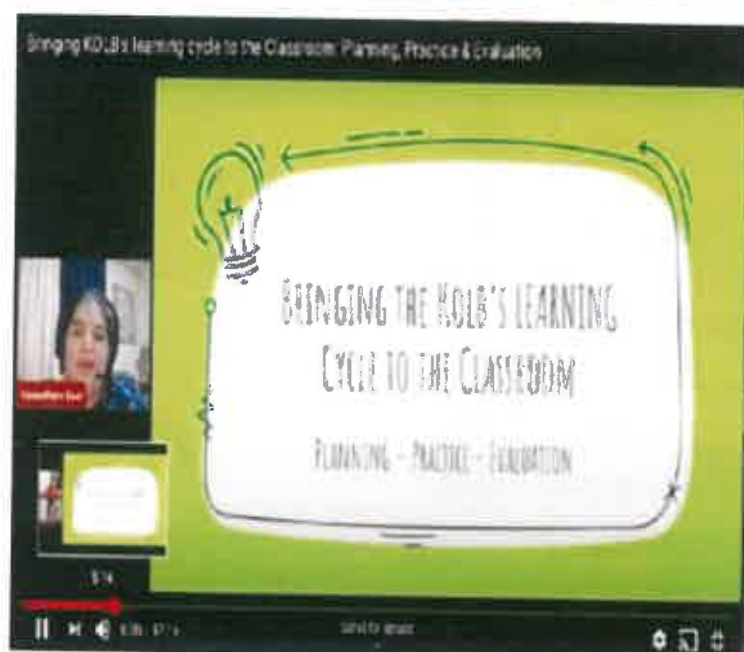 Bringing KOLB's learning cycle to the Classroom: Planning, Practice & Evaluation
BRINGING THE KOLB'S LEARNING
CYCLE TO THE CLASSROOM
PLANNING - PRACTICE - EVALUATION